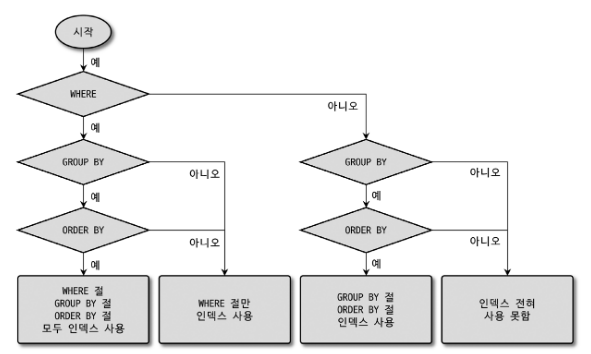 시작
예
WHERE
아니오
예
GROUP BY
아니오
GROUP BY
아니오
예
예
ORDER BY
아니오
ORDER BY
아니오
예
예
WHERE 절
GROUP BY 절
ORDER BY 절
모두 인덱스 사용
WHERE 절만
인덱스 사용
GROUP BY 절
ORDER BY 절
인덱스 사용
인덱스 전혀
사용 못함